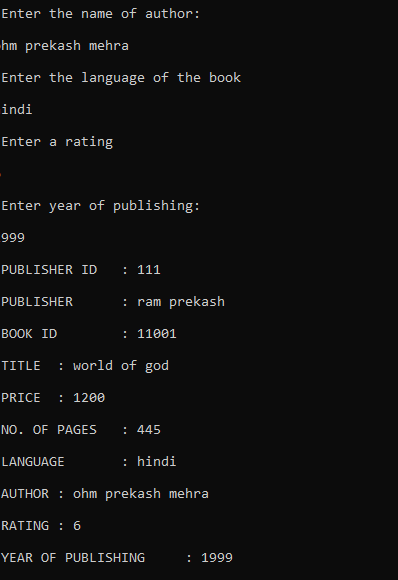 Enter the name of author:
hm prekash mehra
Enter the language of the book
indi
Enter a rating
Enter year of publishing:
999
PUBLISHER ID : 111
PUBLISHER : ram prekash
BOOK ID : 11001
TITLE : world of god
PRICE : 1200
NO. OF PAGES : 445
LANGUAGE : hindi
AUTHOR : ohm prekash mehra
RATING : 6
YEAR OF PUBLISHING : 1999